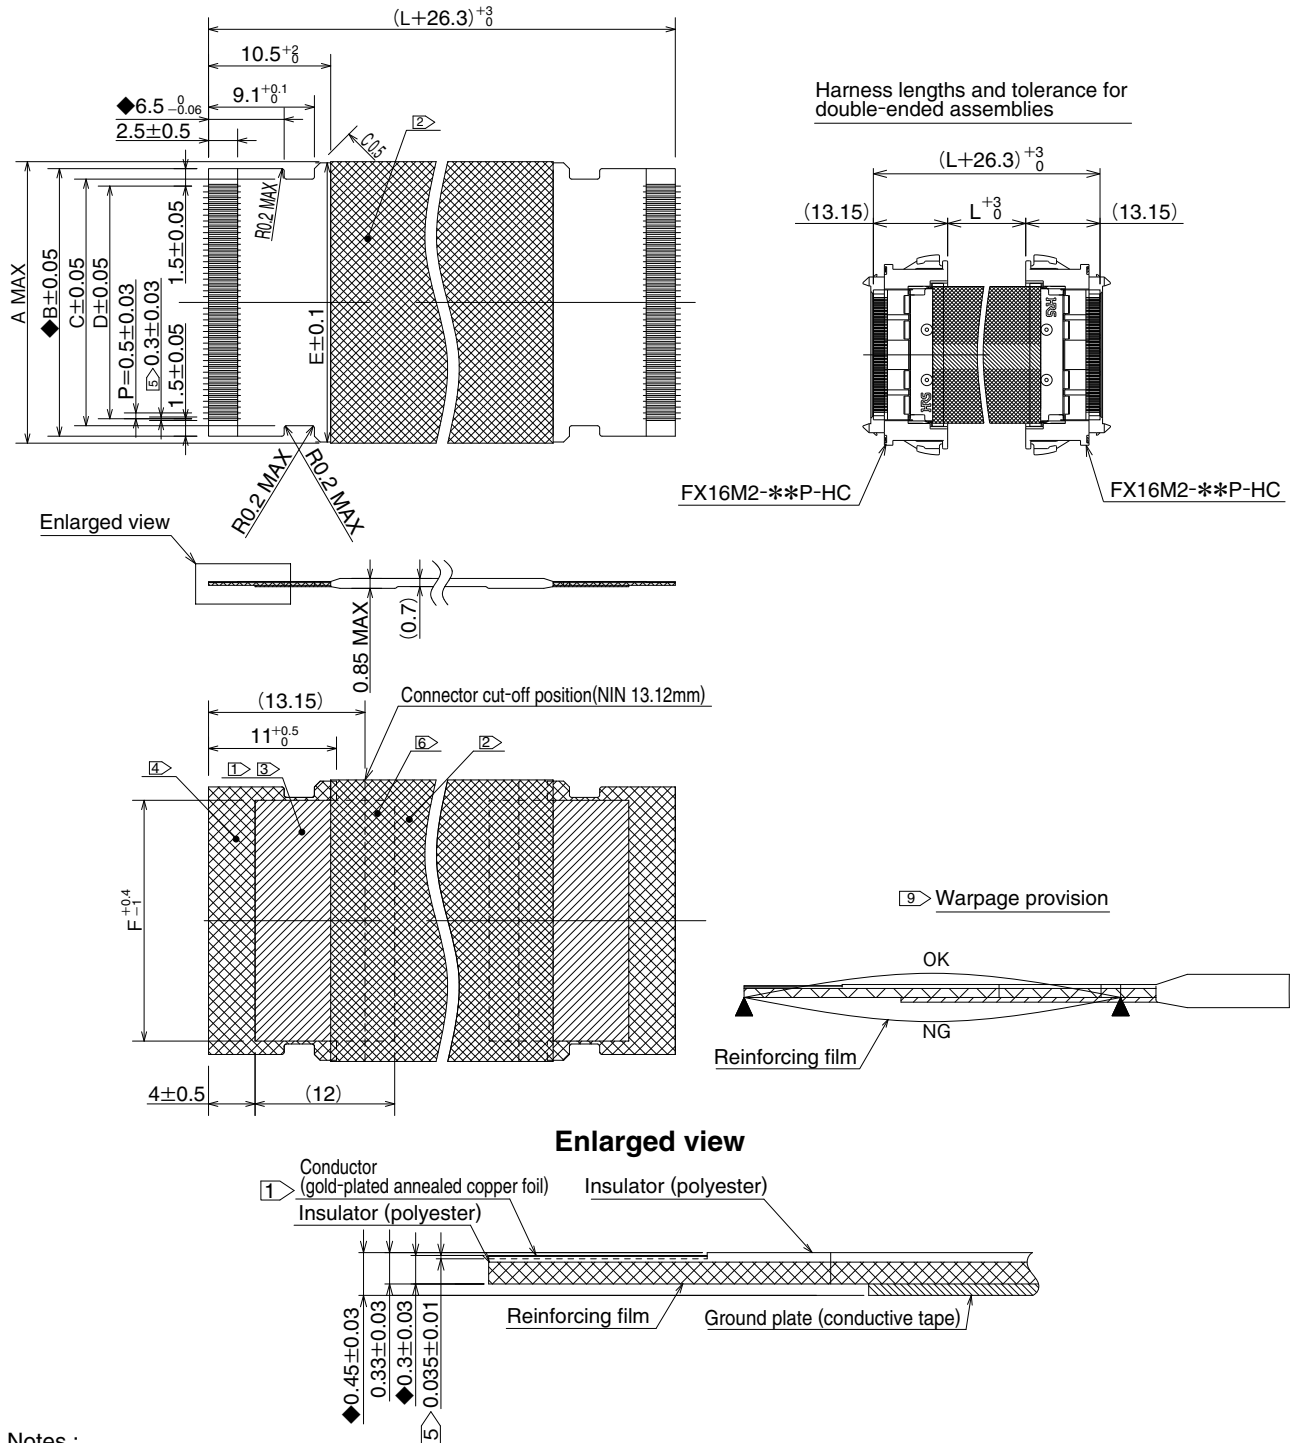 (L+26.3) +3 0
10.5 +2 0
9.1 +0.1 0
◆6.5 0 -0.06
2.5±0.5
C0.5
2
R0.2 MAX
A MAX
◆B±0.05
C±0.05
D±0.05
P=0.5±0.03
5 0.3±0.03
1.5±0.05
1.5±0.05
E±0.1
R0.2 MAX
R0.2 MAX
Harness lengths and tolerance for
double-ended assemblies
(L+26.3) +3 0
(13.15)
L +3 0
(13.15)
HRS
HRS
FX16M2-**P-HC
FX16M2-**P-HC
Enlarged view
0.85 MAX
(0.7)
(13.15)
Connector cut-off position(NIN 13.12mm)
11 +0.5 0
4
1 3
6
2
F +0.4 -1
4±0.5
(12)
9 Warpage provision
OK
NG
Reinforcing film
Enlarged view
Conductor
1 (gold-plated annealed copper foil)
Insulator (polyester)
Insulator (polyester)
Reinforcing film
Ground plate (conductive tape)
◆0.45±0.03
0.33±0.03
◆0.3±0.03
5 0.035±0.01
Notes :